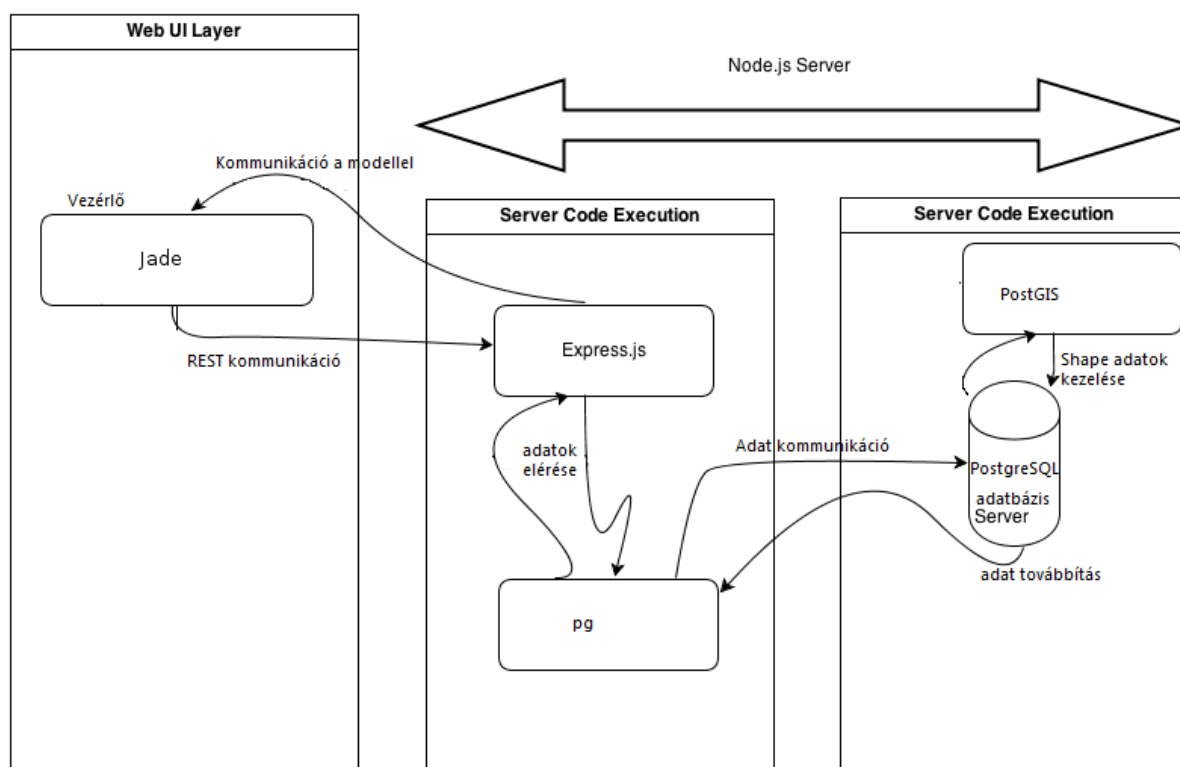 Web UI Layer
Node.js Server
Kommunikáció a modellel
Vezérlő
Jade
REST kommunikáció
Server Code Execution
Express.js
adatok
elérése
pg
Adat kommunikáció
Server Code Execution
PostGIS
Shape adatok
kezelése
PostgreSQL
adatbázis
Server
adat továbbítás